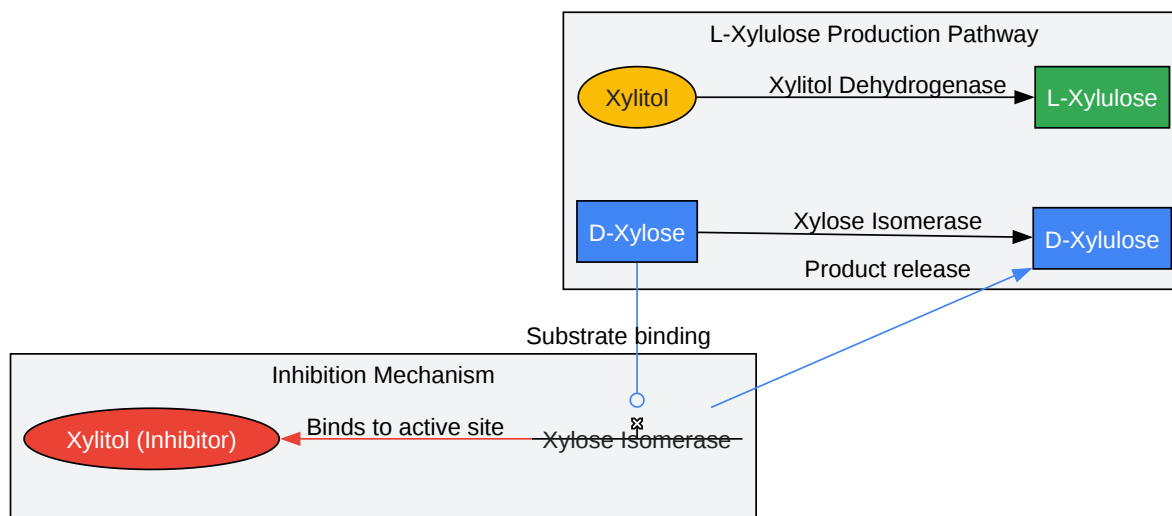 L-Xylulose Production Pathway
Xylitol
Xylitol Dehydrogenase
L-Xylulose
D-Xylose
Xylose Isomerase
D-Xylulose
Product release
Substrate binding
Inhibition Mechanism
Xylitol (Inhibitor)
Binds to active site
Xylose Isomerase